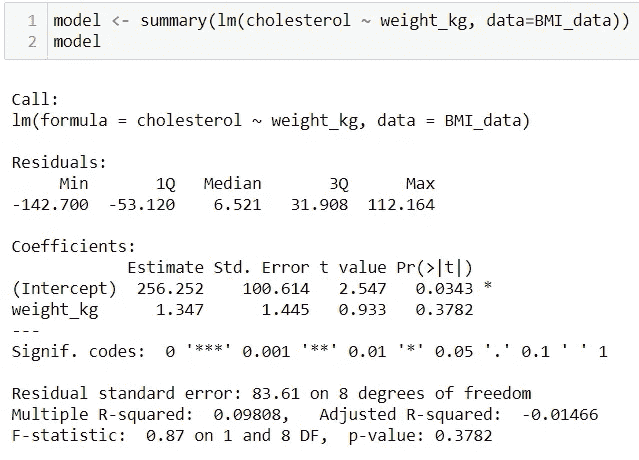 1 model <- summary(lm(cholesterol ~ weight_kg, data=BMI_data))
2 model
Call:
lm(formula = cholesterol ~ weight_kg, data = BMI_data)
Residuals:
Min 1Q Median 3Q Max
-142.700 -53.120 6.521 31.908 112.164
Coefficients:
Estimate Std. Error t value Pr(>|t|)
(Intercept) 256.252 100.614 2.547 0.0343 *
weight_kg 1.347 1.445 0.933 0.3782
---
Signif. codes: 0 '***' 0.001 '**' 0.01 '*' 0.05 '.' 0.1 ' ' 1
Residual standard error: 83.61 on 8 degrees of freedom
Multiple R-squared: 0.09808, Adjusted R-squared: -0.01466
F-statistic: 0.87 on 1 and 8 DF, p-value: 0.3782